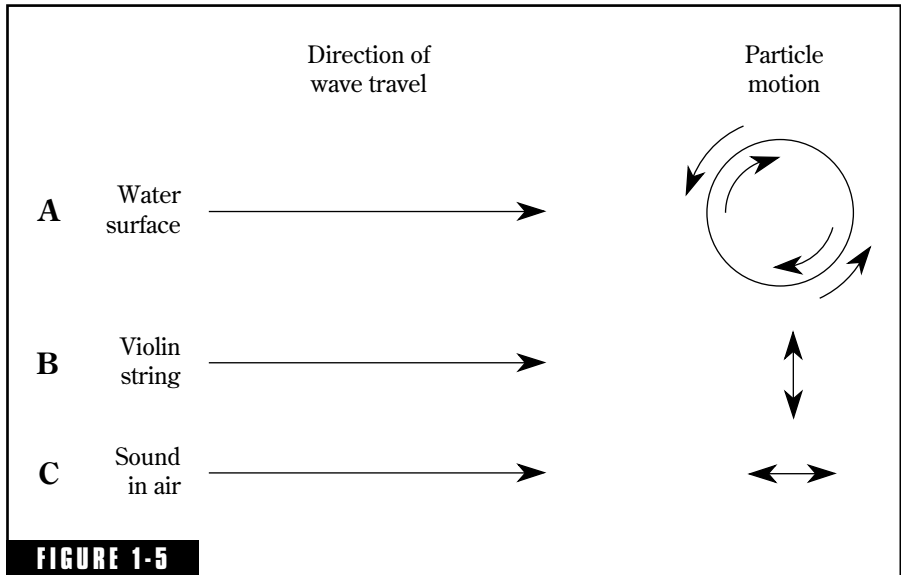 Direction of
wave travel
Particle
motion
A
Water
surface
B
Violin
string
C
Sound
in air
FIGURE 1-5